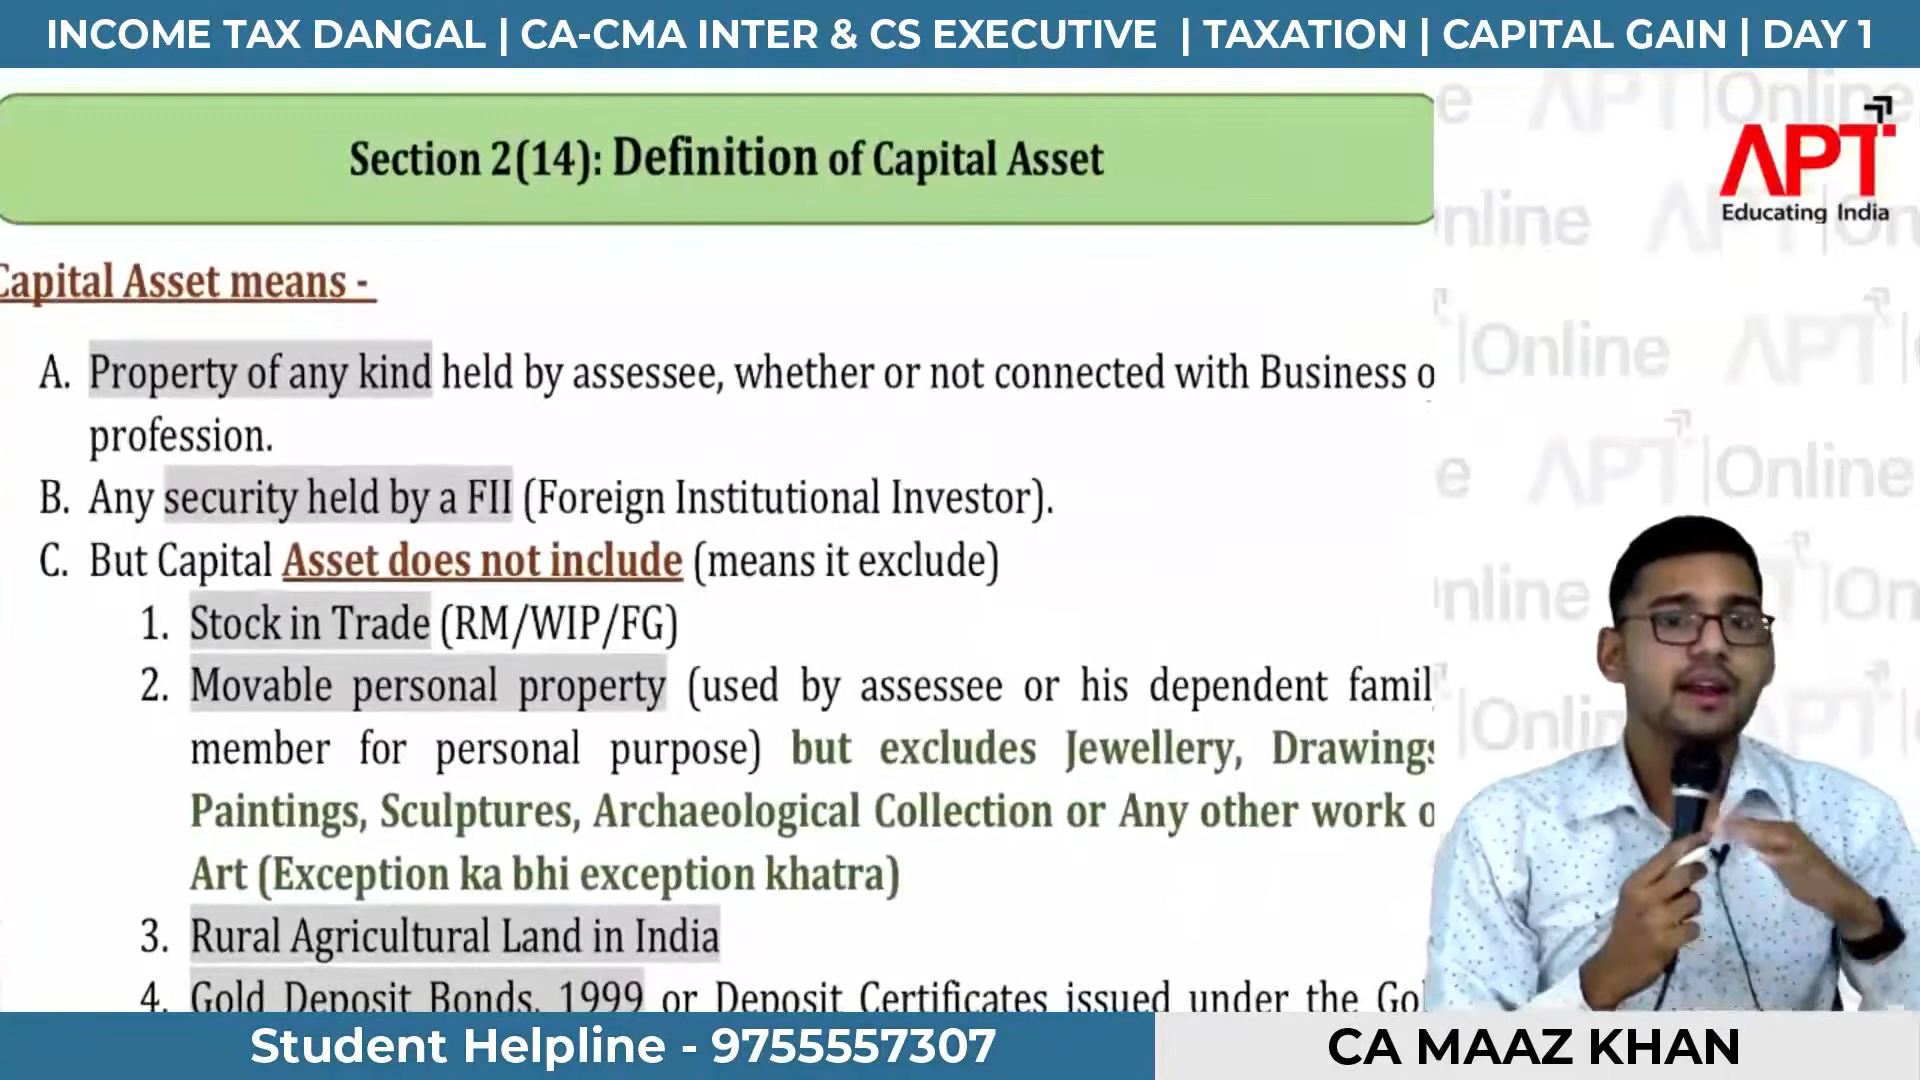 INCOME TAX DANGAL | CA-CMA INTER & CS EXECUTIVE | TAXATION | CAPITAL GAIN | DAY 1
Section 2(14): Definition of Capital Asset
APT
Educating India
Capital Asset means -
A. Property of any kind held by assessee, whether or not connected with Business o
profession.
B. Any security held by a FII (Foreign Institutional Investor).
C. But Capital Asset does not include (means it exclude)
1. Stock in Trade (RM/WIP/FG)
2. Movable personal property (used by assessee or his dependent famil
member for personal purpose) but excludes Jewellery, Drawings
Paintings, Sculptures, Archaeological Collection or Any other work o
Art (Exception ka bhi exception khatra)
3. Rural Agricultural Land in India
4. Gold Deposit Bonds, 1999 or Deposit Certificates issued under the Gol
APT|Online
Student Helpline - 9755557307
CA MAAZ KHAN